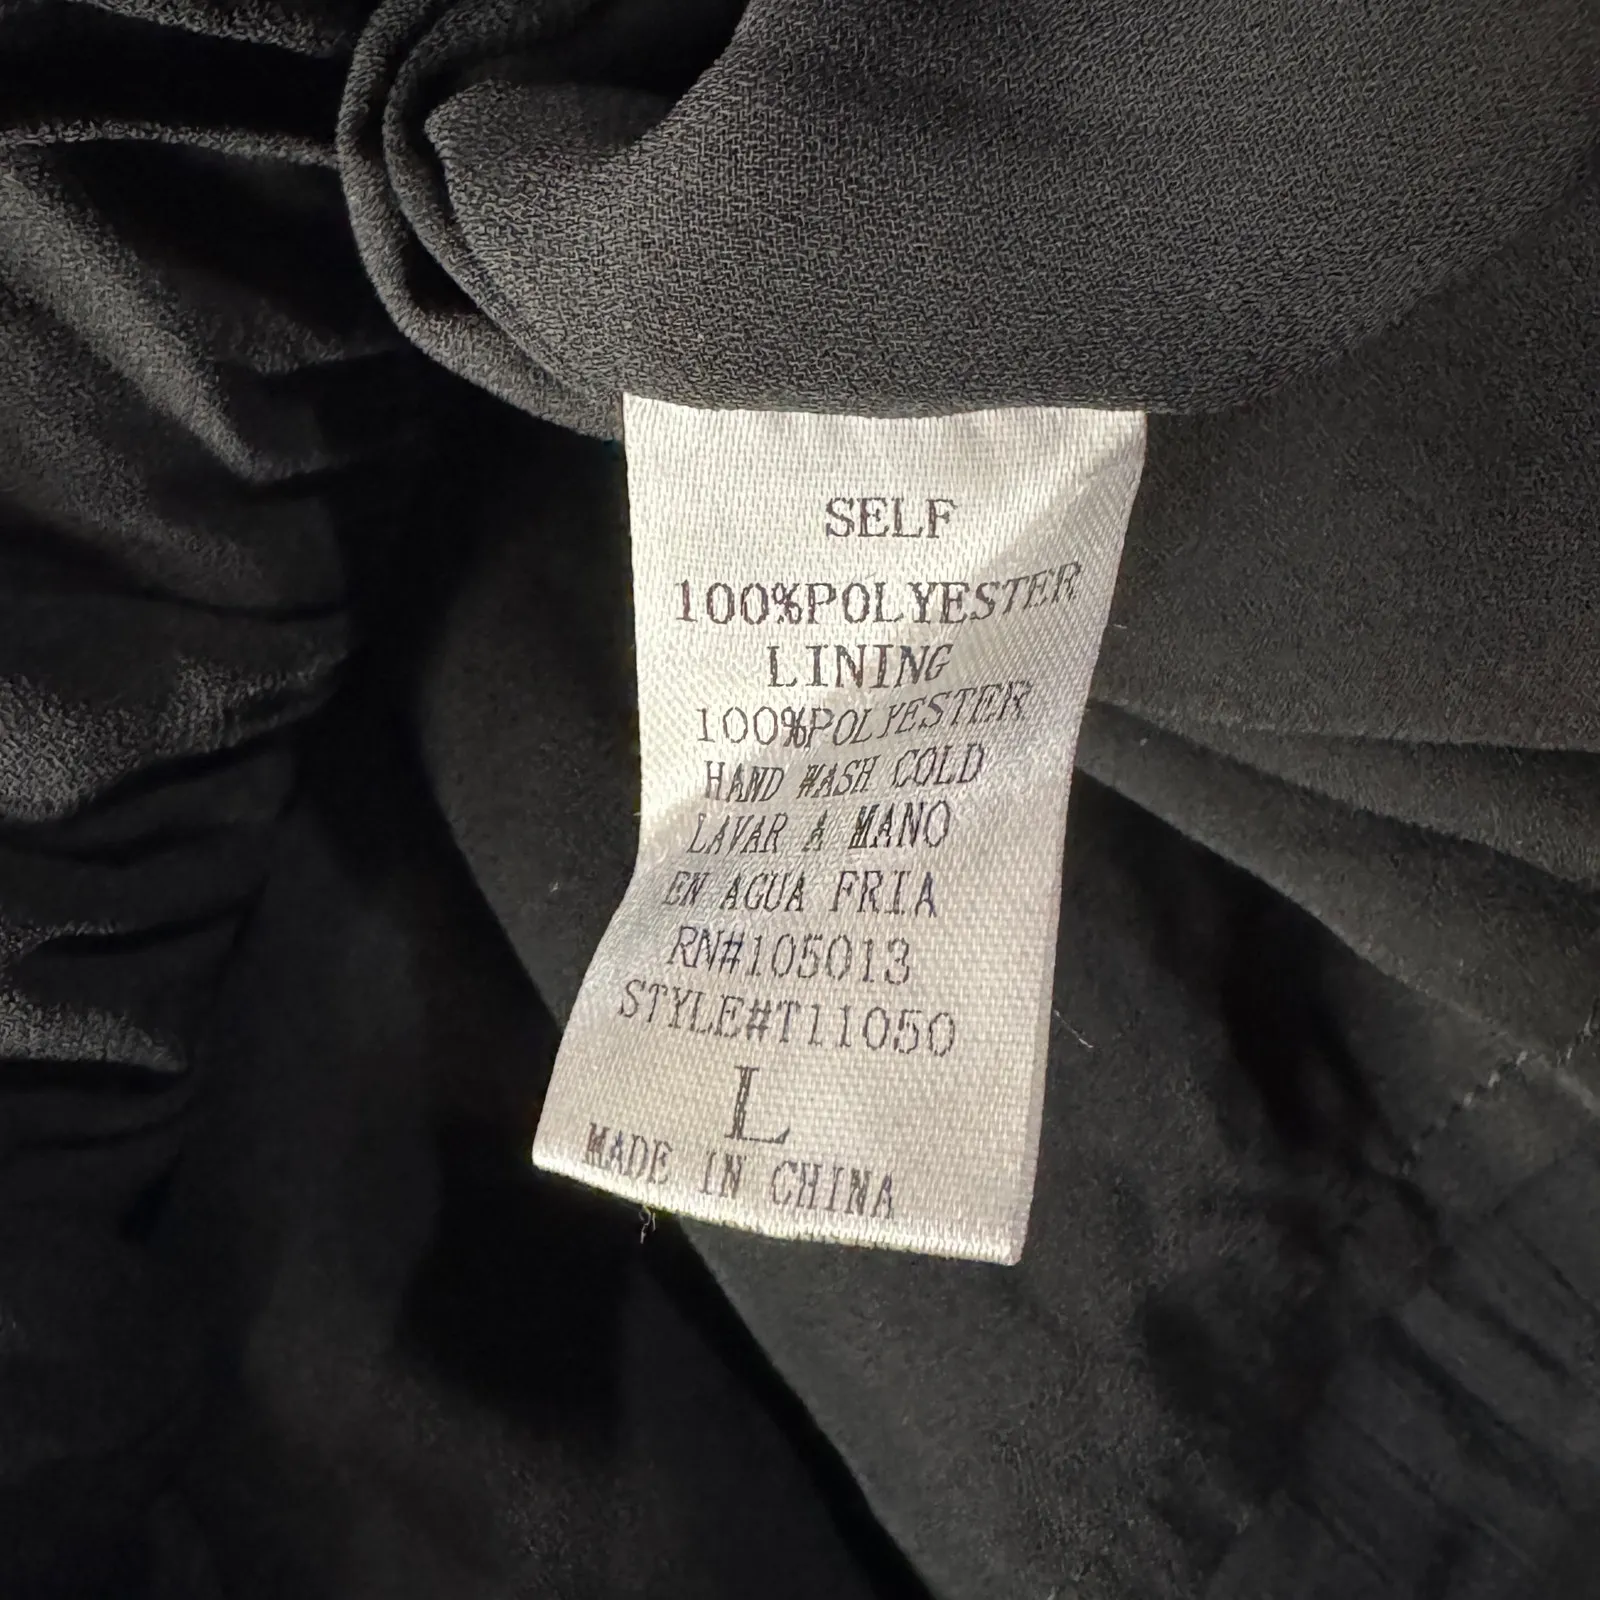 SELF
100%POLYESTER
LINING
100%POLYESTER
HAND WASH COLD
LAVAR A MANO
EN AGUA FRIA
RN#105013
STYLE#T11050
L
MADE IN CHINA